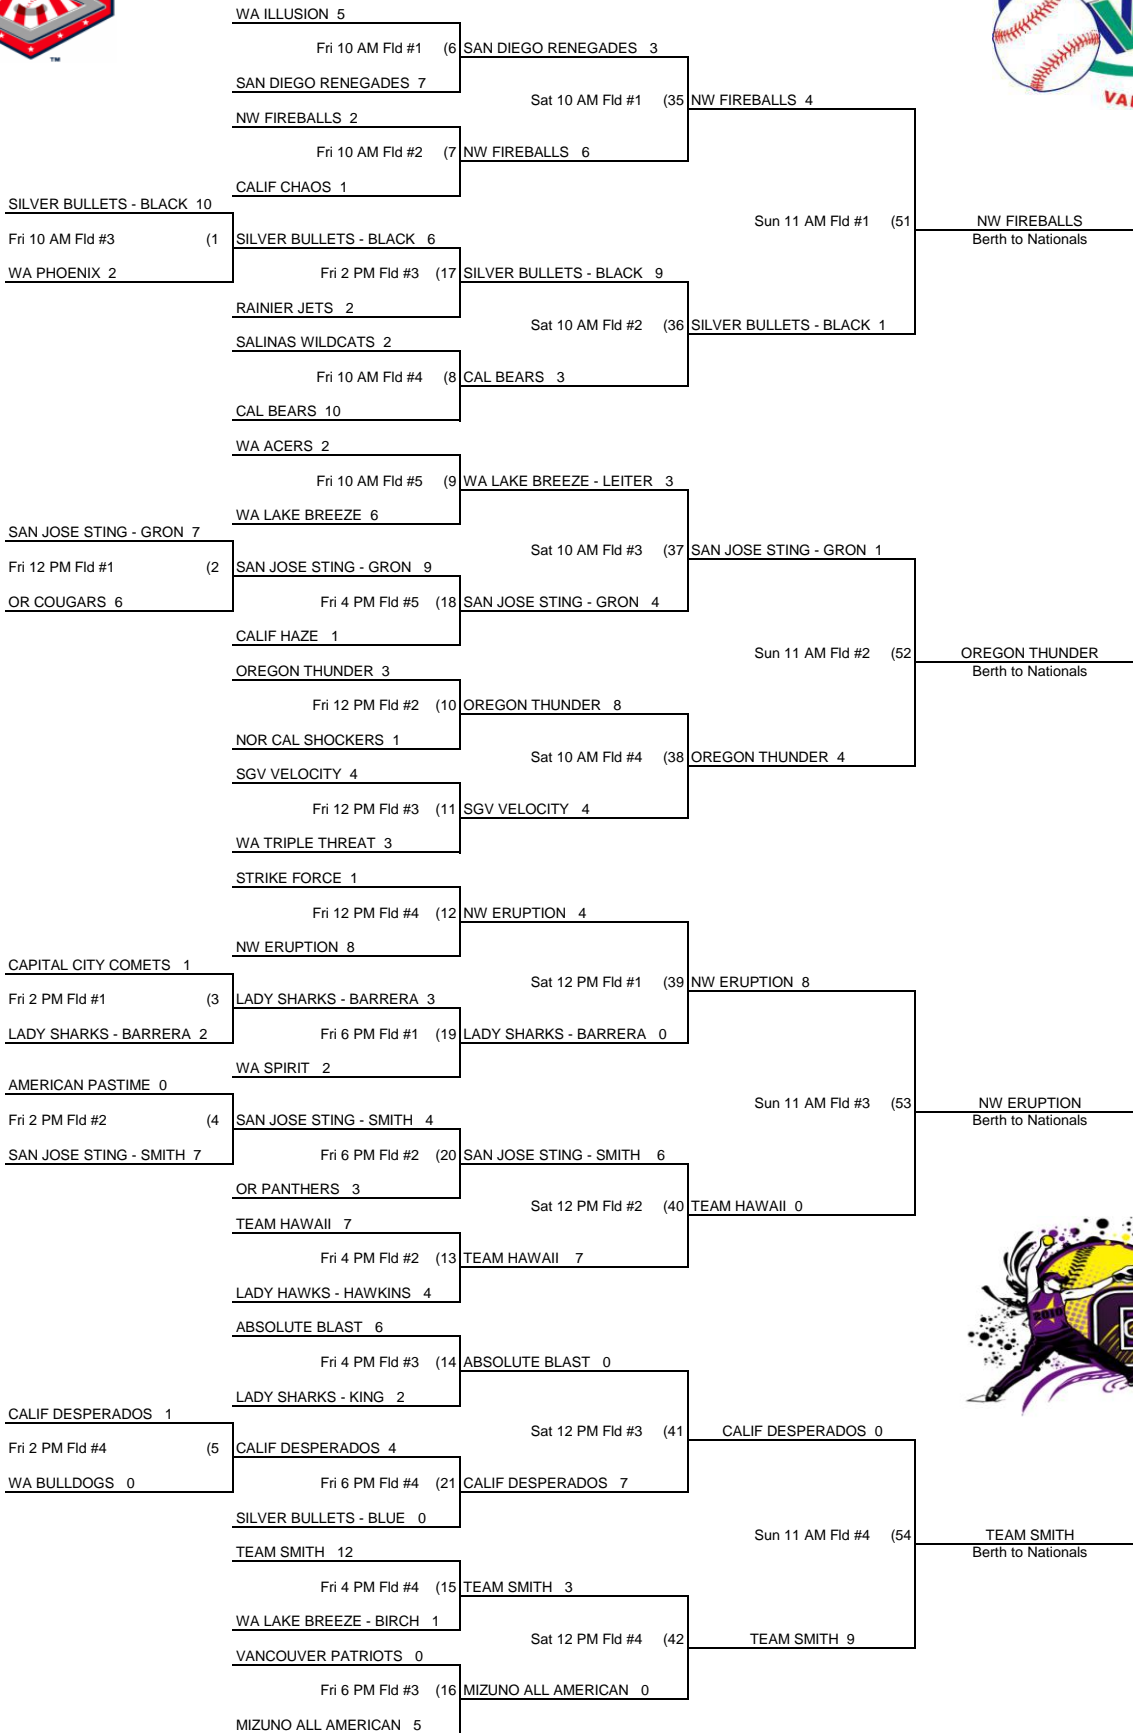 WA ILLUSION 5
Fri 10 AM Fld #1 (6 SAN DIEGO RENEGADES 3
TM
SAN DIEGO RENEGADES 7
Sat 10 AM Fld #1 (35 NW FIREBALLS 4
NW FIREBALLS 2
Fri 10 AM Fld #2 (7 NW FIREBALLS 6
CALIF CHAOS 1
SILVER BULLETS - BLACK 10
Sun 11 AM Fld #1 (51 NW FIREBALLS
Fri 10 AM Fld #3 (1 SILVER BULLETS - BLACK 6
Berth to Nationals
WA PHOENIX 2
Fri 2 PM Fld #3 (17 SILVER BULLETS - BLACK 9
RAINIER JETS 2
Sat 10 AM Fld #2 (36 SILVER BULLETS - BLACK 1
SALINAS WILDCATS 2
Fri 10 AM Fld #4 (8 CAL BEARS 3
CAL BEARS 10
WA ACERS 2
Fri 10 AM Fld #5 (9 WA LAKE BREEZE - LEITER 3
WA LAKE BREEZE 6
SAN JOSE STING - GRON 7
Sat 10 AM Fld #3 (37 SAN JOSE STING - GRON 1
Fri 12 PM Fld #1 (2 SAN JOSE STING - GRON 9
OR COUGARS 6
Fri 4 PM Fld #5 (18 SAN JOSE STING - GRON 4
CALIF HAZE 1
Sun 11 AM Fld #2 (52 OREGON THUNDER
Berth to Nationals
OREGON THUNDER 3
Fri 12 PM Fld #2 (10 OREGON THUNDER 8
NOR CAL SHOCKERS 1
Sat 10 AM Fld #4 (38 OREGON THUNDER 4
SGV VELOCITY 4
Fri 12 PM Fld #3 (11 SGV VELOCITY 4
WA TRIPLE THREAT 3
STRIKE FORCE 1
Fri 12 PM Fld #4 (12 NW ERUPTION 4
NW ERUPTION 8
CAPITAL CITY COMETS 1
Sat 12 PM Fld #1 (39 NW ERUPTION 8
Fri 2 PM Fld #1 (3 LADY SHARKS - BARRERA 3
LADY SHARKS - BARRERA 2
Fri 6 PM Fld #1 (19 LADY SHARKS - BARRERA 0
WA SPIRIT 2
AMERICAN PASTIME 0
Sun 11 AM Fld #3 (53 NW ERUPTION
Berth to Nationals
Fri 2 PM Fld #2 (4 SAN JOSE STING - SMITH 4
SAN JOSE STING - SMITH 7
Fri 6 PM Fld #2 (20 SAN JOSE STING - SMITH 6
OR PANTHERS 3
Sat 12 PM Fld #2 (40 TEAM HAWAII 0
TEAM HAWAII 7
Fri 4 PM Fld #2 (13 TEAM HAWAII 7
LADY HAWKS - HAWKINS 4
2010
ABSOLUTE BLAST 6
Fri 4 PM Fld #3 (14 ABSOLUTE BLAST 0
LADY SHARKS - KING 2
CALIF DESPERADOS 1
Sat 12 PM Fld #3 (41 CALIF DESPERADOS 0
Fri 2 PM Fld #4 (5 CALIF DESPERADOS 4
WA BULLDOGS 0
Fri 6 PM Fld #4 (21 CALIF DESPERADOS 7
SILVER BULLETS - BLUE 0
Sun 11 AM Fld #4 (54 TEAM SMITH
Berth to Nationals
TEAM SMITH 12
Fri 4 PM Fld #4 (15 TEAM SMITH 3
WA LAKE BREEZE - BIRCH 1
Sat 12 PM Fld #4 (42 TEAM SMITH 9
VANCOUVER PATRIOTS 0
Fri 6 PM Fld #3 (16 MIZUNO ALL AMERICAN 0
MIZUNO ALL AMERICAN 5